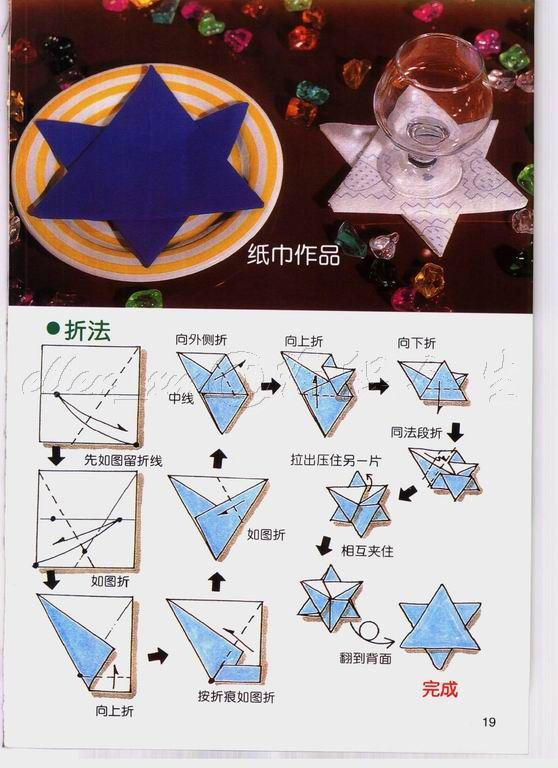 纸巾作品
折法
先如图留折线
如图折
向上折
按折痕如图折
如图折
中线
向外侧折
向上折
向下折
同法段折
拉出压住另一片
相互夹住
翻到背面
完成
19